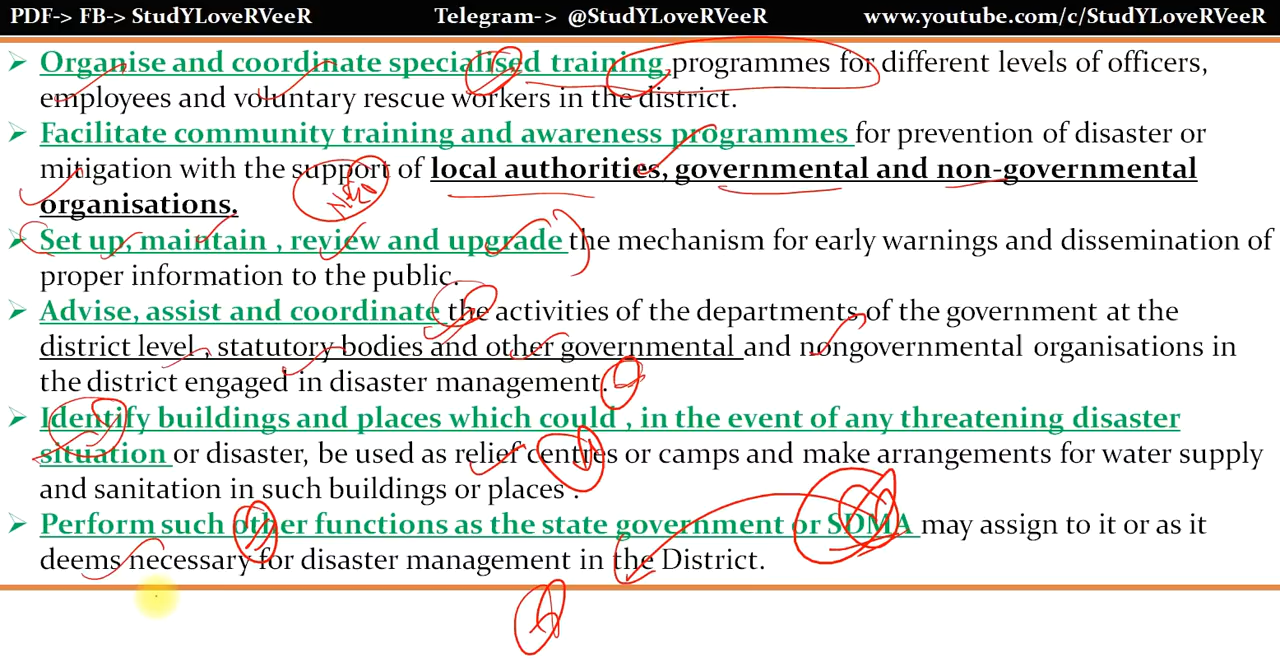 PDF-> FB-> StudYLoveRVeeR Telegram-> @StudYLoveRVeeR www.youtube.com/c/StudYLoveRVeeR
➢ Organise and coordinate specialised training programmes for different levels of officers,
employees and voluntary rescue workers in the district.
➢ Facilitate community training and awareness programmes for prevention of disaster or
mitigation with the support of local authorities, governmental and non-governmental
organisations.
➢ Set up, maintain , review and upgrade the mechanism for early warnings and dissemination of
proper information to the public.
➢ Advise, assist and coordinate the activities of the departments of the government at the
district level , statutory bodies and other governmental and nongovernmental organisations in
the district engaged in disaster management.
➢ Identify buildings and places which could , in the event of any threatening disaster
situation or disaster, be used as relief centres or camps and make arrangements for water supply
and sanitation in such buildings or places .
➢ Perform such other functions as the state government or SDMA may assign to it or as it
deems necessary for disaster management in the District.